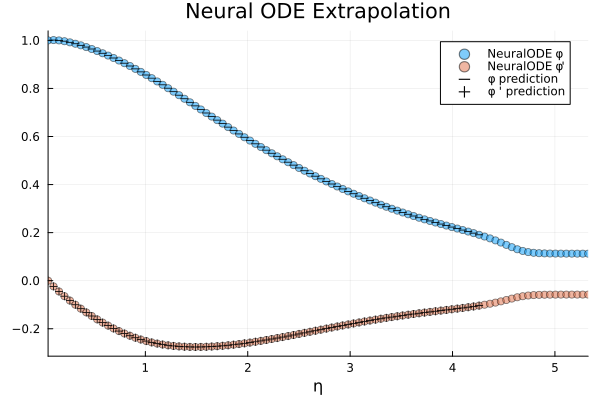 Neural ODE Extrapolation
NeuralODE φ
NeuralODE φ'
φ prediction
φ ' prediction
1.0
0.8
0.6
0.4
0.2
0.0
−0.2
1 2 3 4 5
η